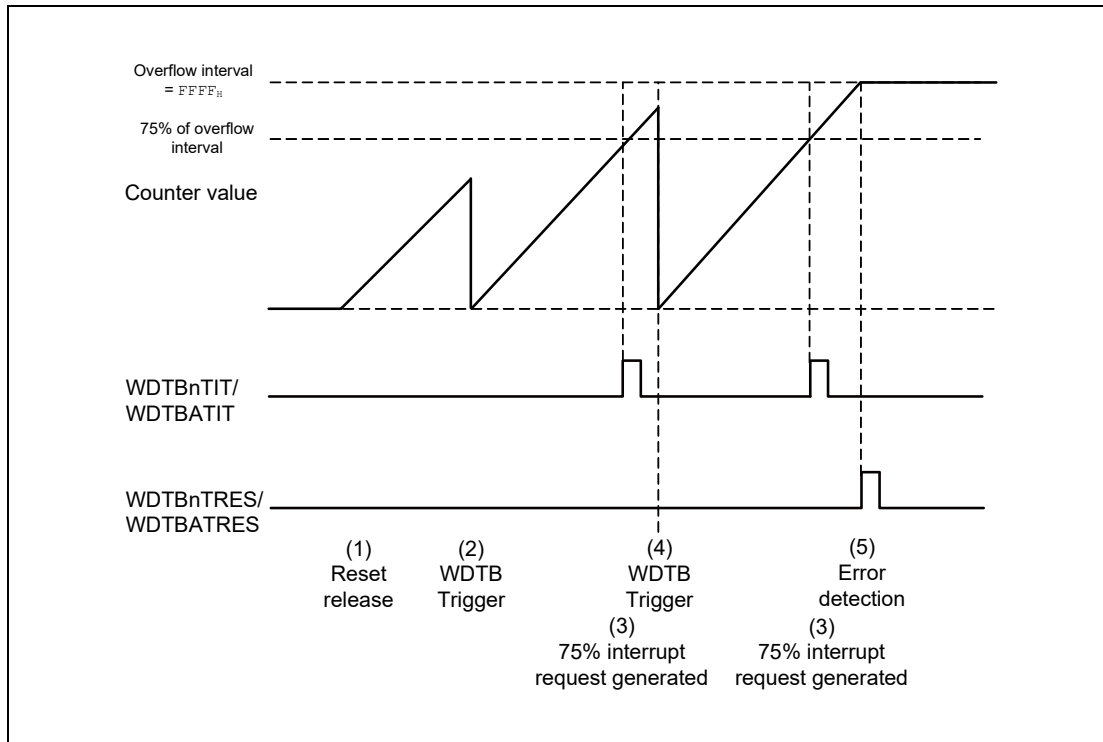 Overflow interval
= FFFFH
75% of overflow
interval
Counter value
WDTBnTIT/
WDTBATIT
WDTBnTRES/
WDTBATRES
(1)
Reset
release
(2)
WDTB
Trigger
(4)
WDTB
Trigger
(3)
75% interrupt
request generated
(5)
Error
detection
(3)
75% interrupt
request generated